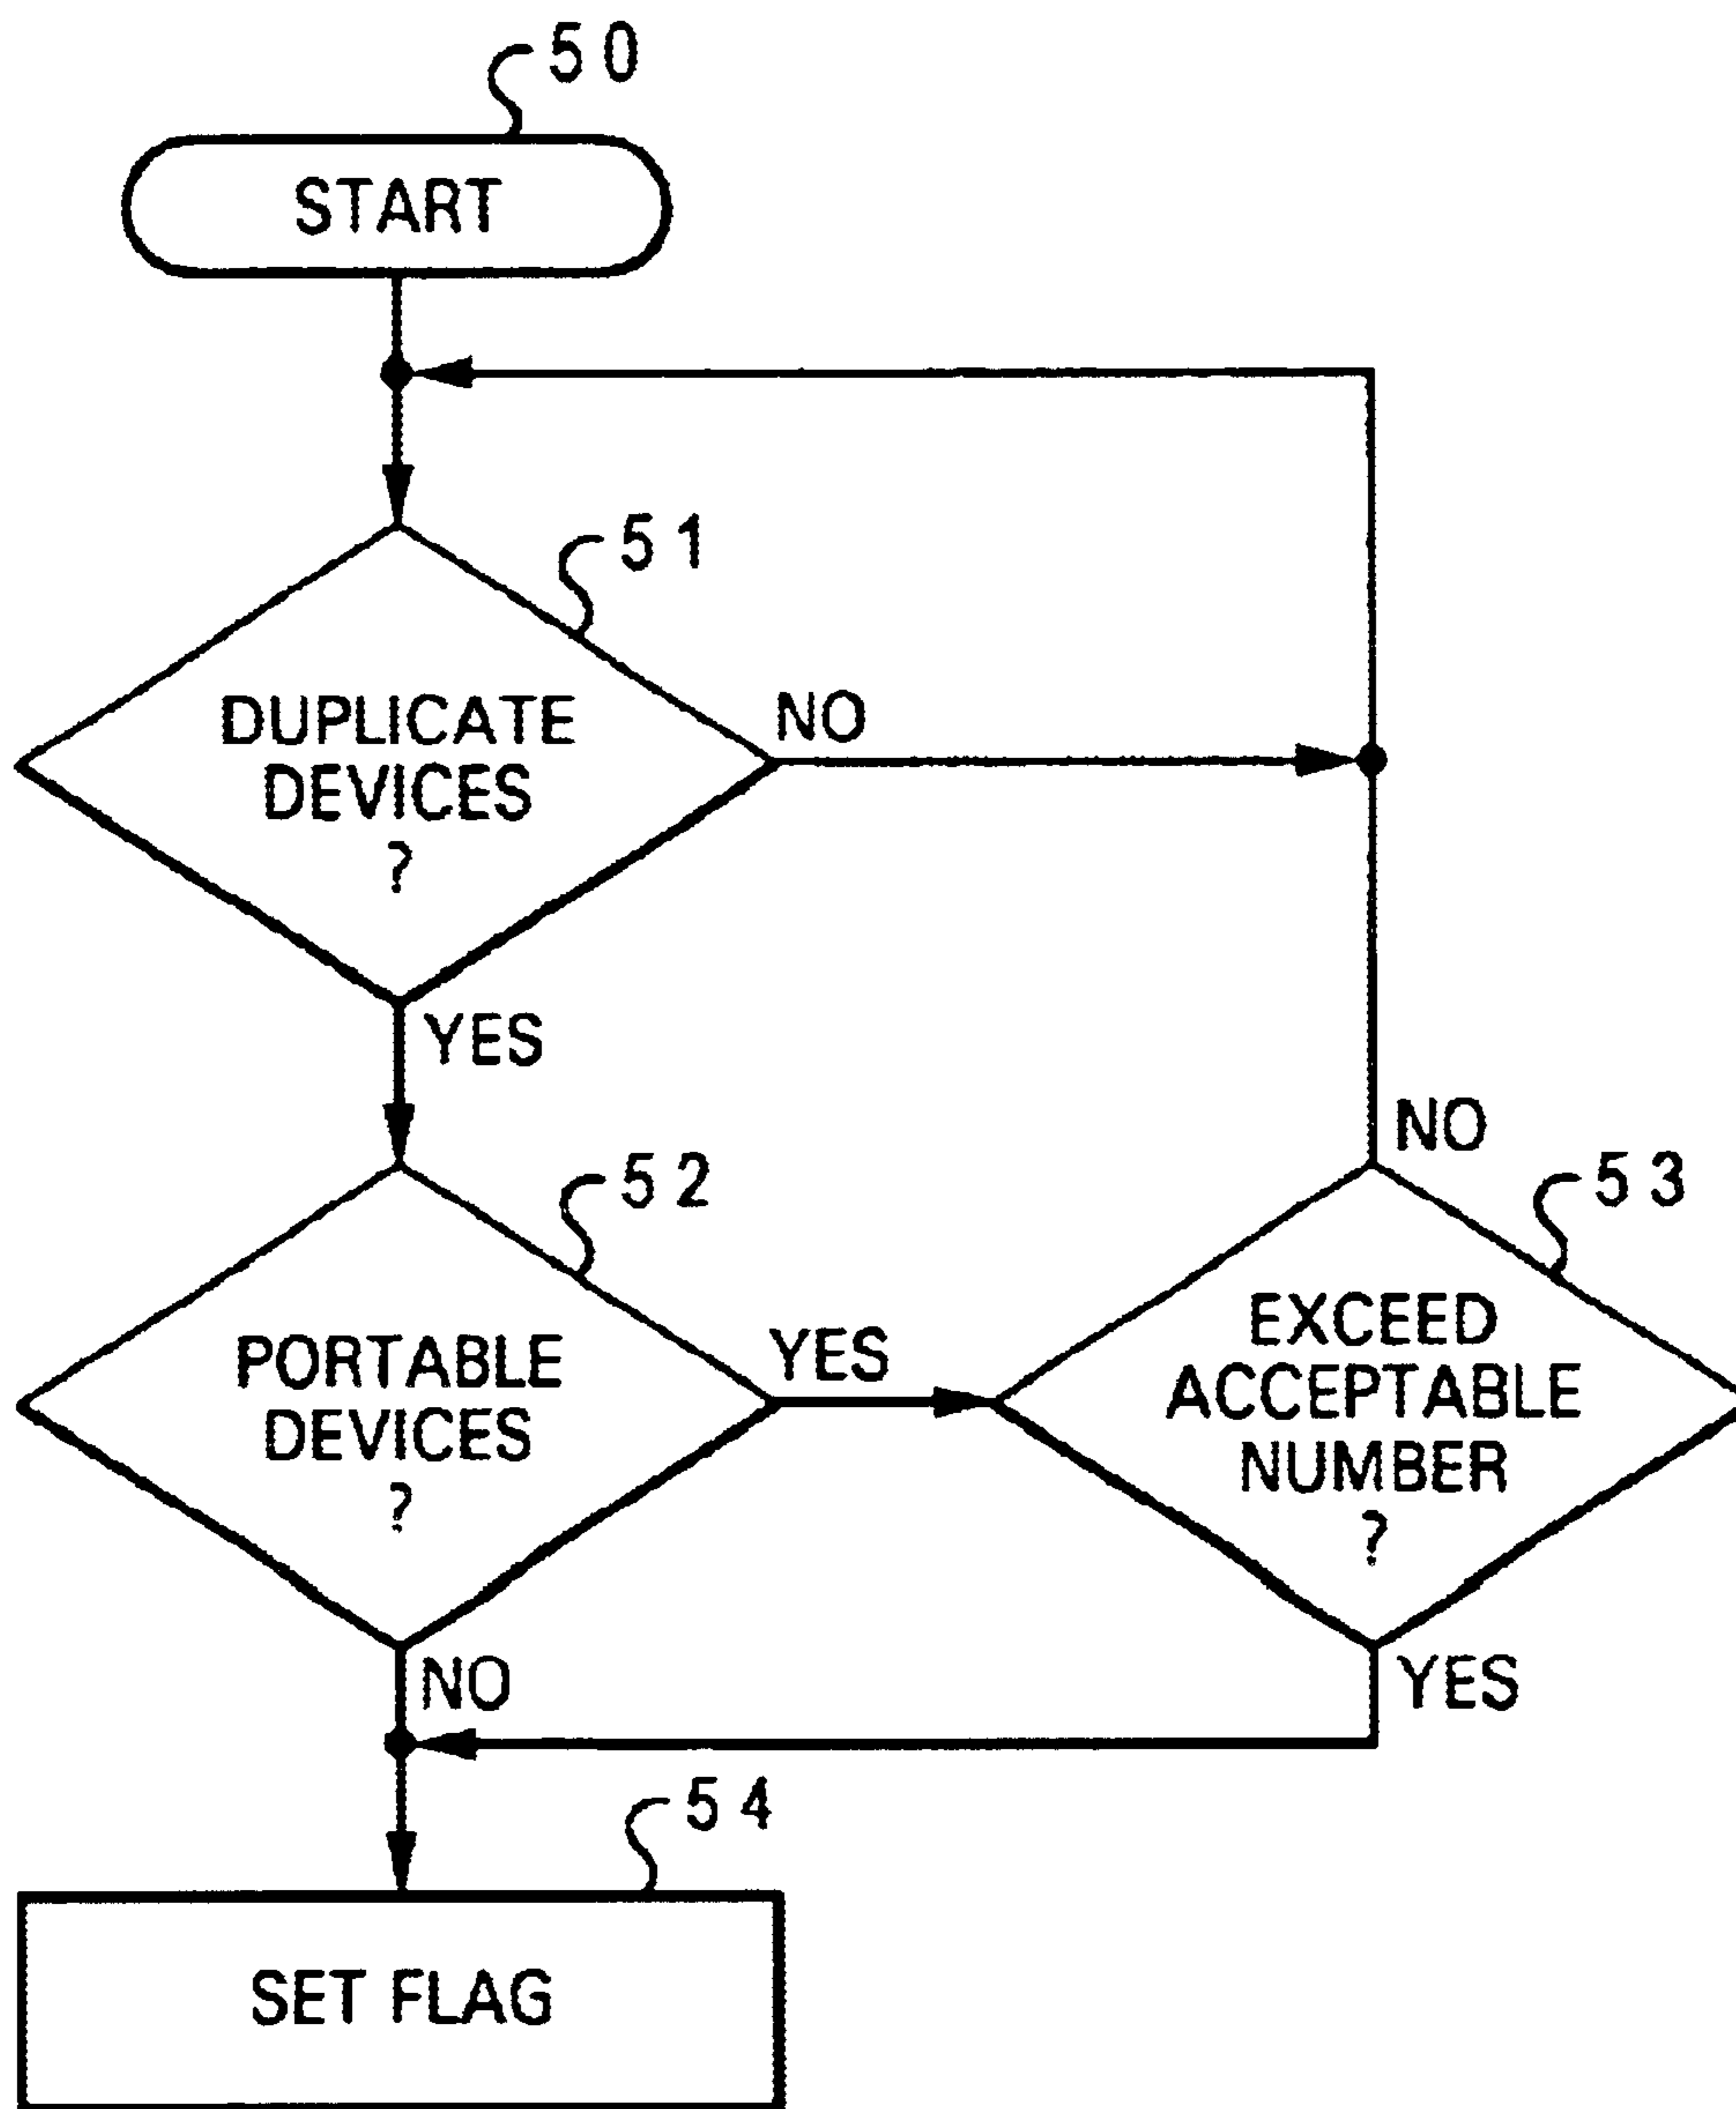 50
START
51
DUPLICATE
DEVICES
?
NO
YES
52
PORTABLE
DEVICES
?
YES
NO
53
EXCEED
ACCEPTABLE
NUMBER
?
NO
YES
54
SET FLAG